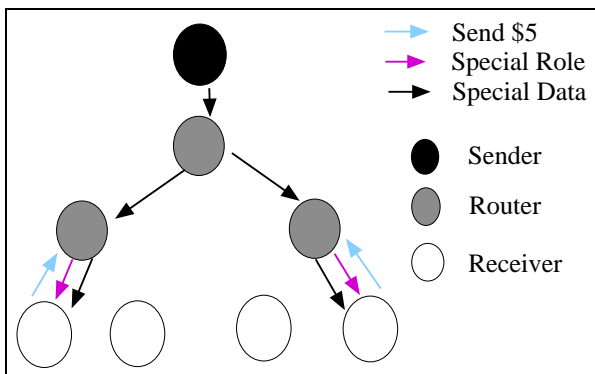 Send $5
Special Role
Special Data
Sender
Router
Receiver